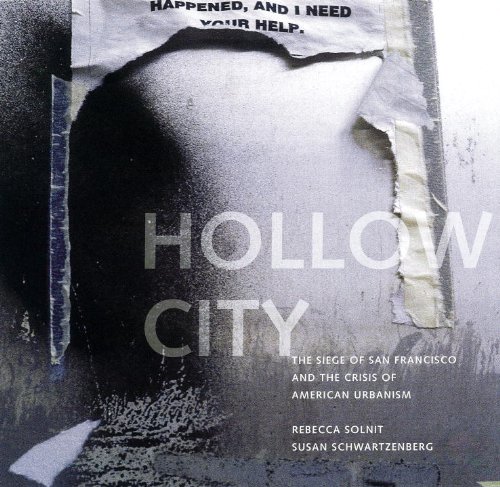 HAPPENED, AND I NEED
YOUR HELP.
HOLLOW
CITY
THE SIEGE OF SAN FRANCISCO
AND THE CRISIS OF
AMERICAN URBANISM
REBECCA SOLNIT
SUSAN SCHWARTZENBERG